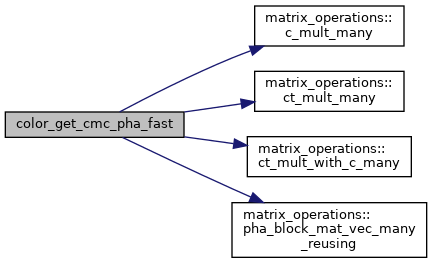 matrix_operations::
c_mult_many
matrix_operations::
ct_mult_many
color_get_cmc_pha_fast
matrix_operations::
ct_mult_with_c_many
matrix_operations::
pha_block_mat_vec_many
_reusing